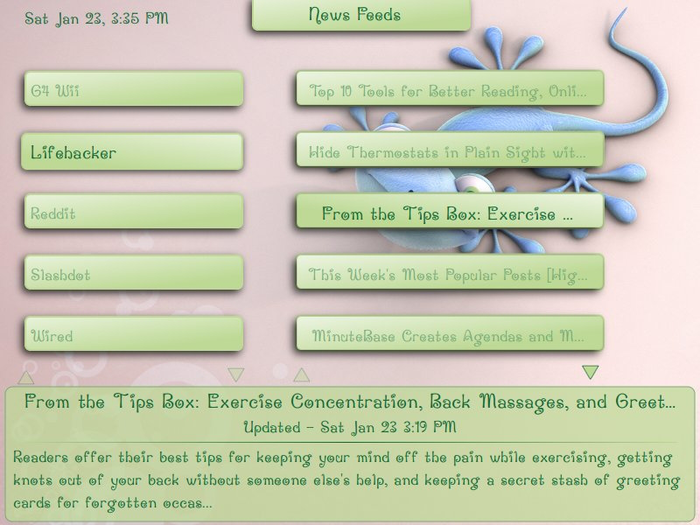 Sat Jan 23, 3:35 PM
News Feeds
G4 Wii
Lifehacker
Reddit
Slashdot
Wired
Top 10 Tools for Better Reading, Onli...
Hide Thermostats in Plain Sight wit...
From the Tips Box: Exercise ...
This Week's Most Popular Posts [Hig...
MinuteBase Creates Agendas and M...
From the Tips Box: Exercise Concentration, Back Massages, and Greet...
Updated - Sat Jan 23 3:19 PM
Readers offer their best tips for keeping your mind off the pain while exercising, getting
knots out of your back without someone else's help, and keeping a secret stash of greeting
cards for forgotten occas...